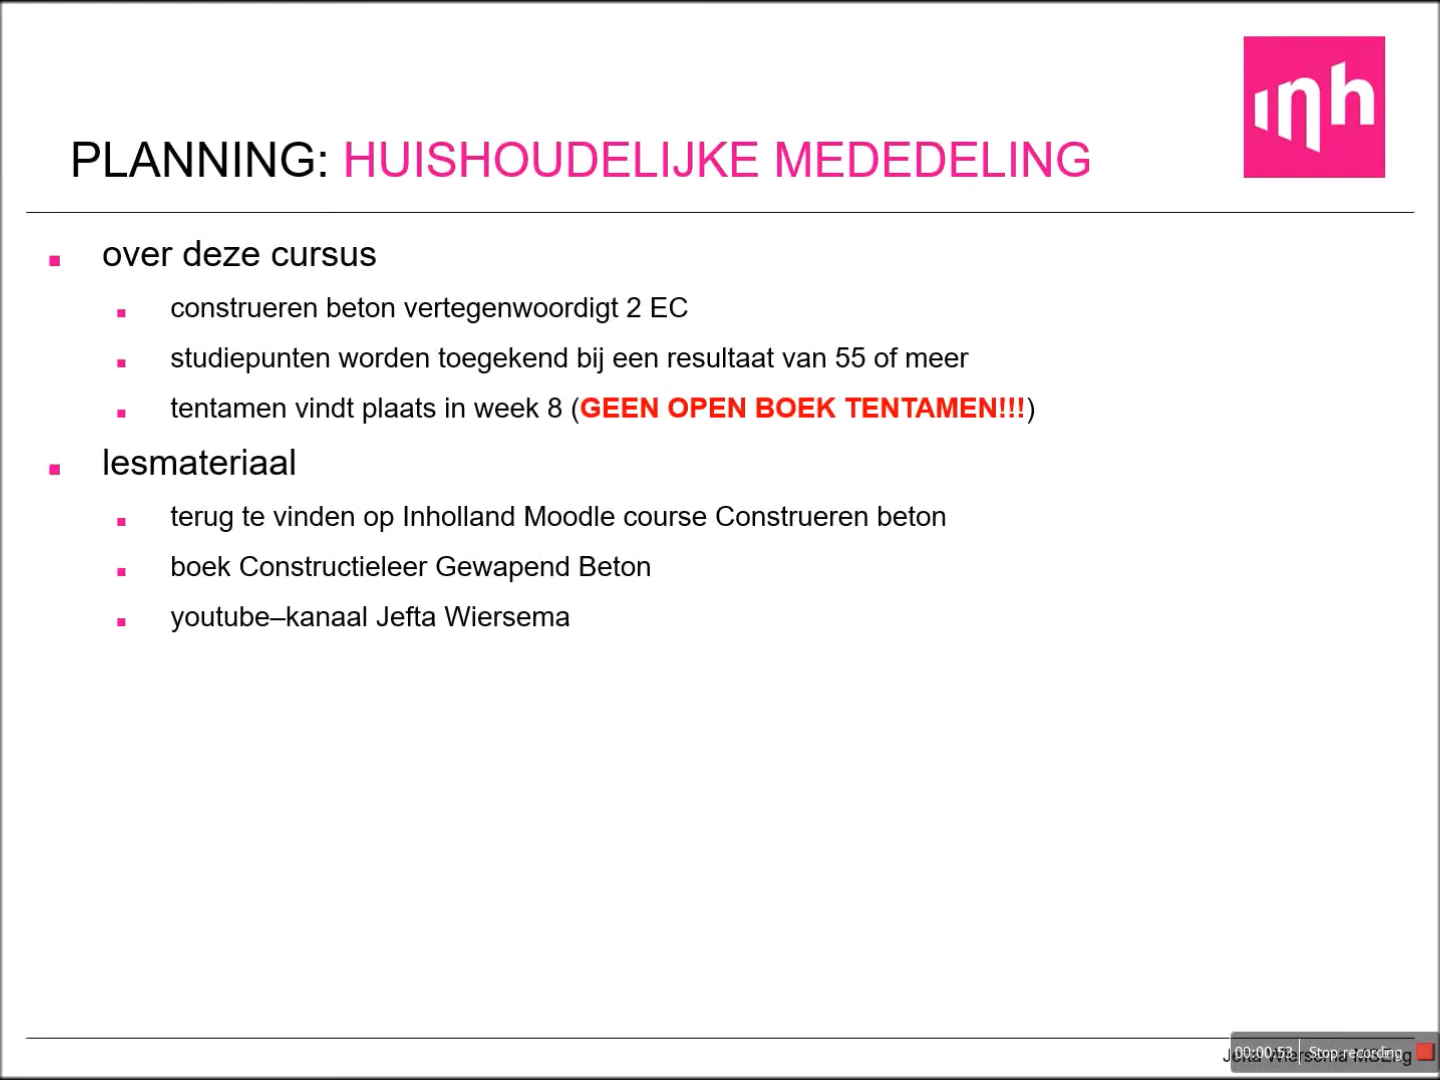 inh
PLANNING: HUISHOUDELIJKE MEDEDELING
over deze cursus
construeren beton vertegenwoordigt 2 EC
studiepunten worden toegekend bij een resultaat van 55 of meer
tentamen vindt plaats in week 8 (GEEN OPEN BOEK TENTAMEN!!!)
lesmateriaal
terug te vinden op Inholland Moodle course Construeren beton
boek Constructieleer Gewapend Beton
youtube–kanaal Jefta Wiersema
00:00:53 Stop recording